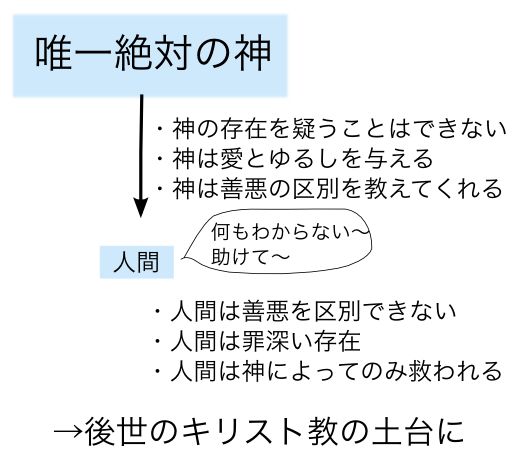 唯一絶対の神
・神の存在を疑うことはできない
・神は愛とゆるしを与える
・神は善悪の区別を教えてくれる
何もわからない〜
助けて〜
人間
・人間は善悪を区別できない
・人間は罪深い存在
・人間は神によってのみ救われる
→後世のキリスト教の土台に